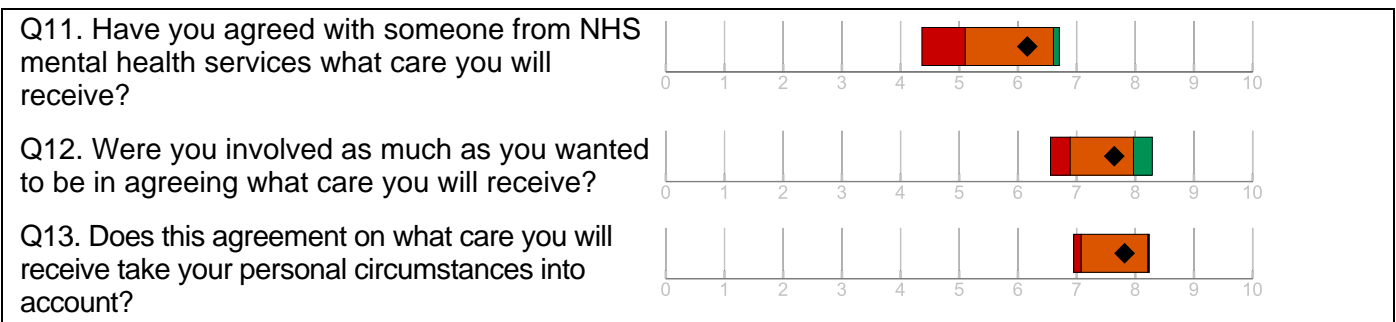 Q11. Have you agreed with someone from NHS
mental health services what care you will
receive?
0 1 2 3 4 5 6 7 8 9 10
Q12. Were you involved as much as you wanted
to be in agreeing what care you will receive?
0 1 2 3 4 5 6 7 8 9 10
Q13. Does this agreement on what care you will
receive take your personal circumstances into
account?
0 1 2 3 4 5 6 7 8 9 10